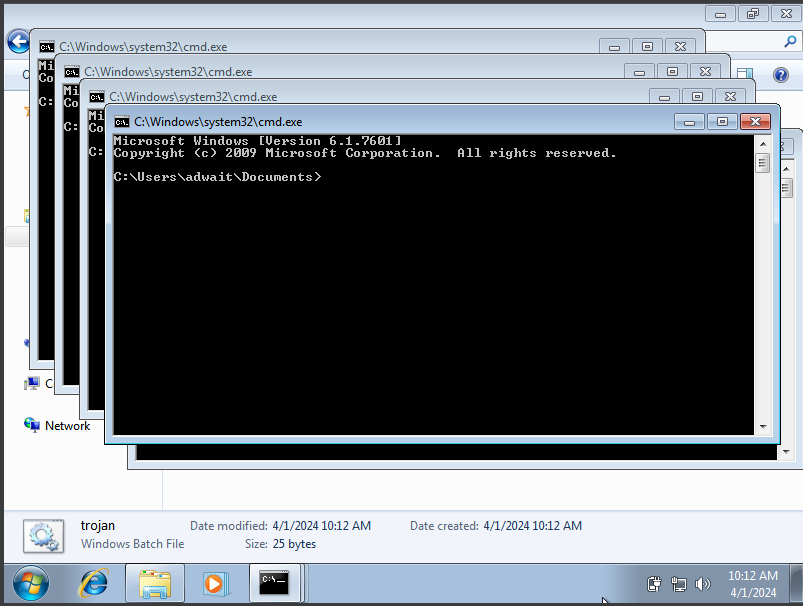 C:\Windows\system32\cmd.exe
Mi
Co
C:
C:\Windows\system32\cmd.exe
Mi
Co
C:
C:\Windows\system32\cmd.exe
Mi
Co
C:
C:\Windows\system32\cmd.exe
Microsoft Windows [Version 6.1.7601]
Copyright (c) 2009 Microsoft Corporation.  All rights reserved.
C:\Users\adwait\Documents>
C
Network
trojan
Date modified: 4/1/2024 10:12 AM
Date created: 4/1/2024 10:12 AM
Windows Batch File
Size: 25 bytes
10:12 AM
4/1/2024